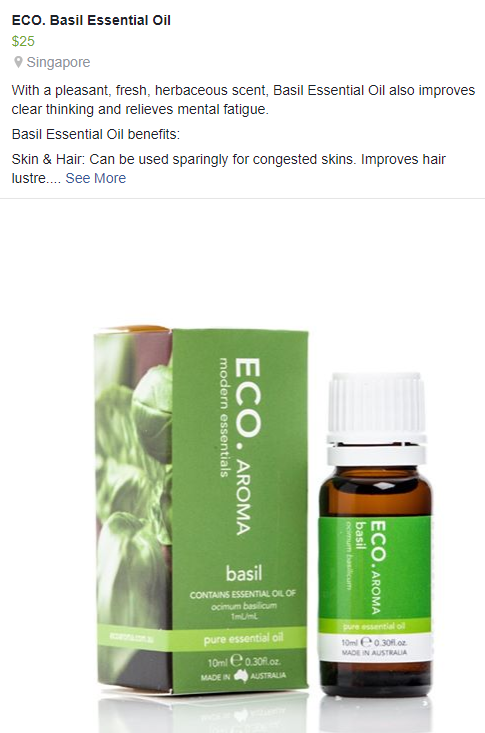 ECO. Basil Essential Oil
$25
Singapore
With a pleasant, fresh, herbaceous scent, Basil Essential Oil also improves
clear thinking and relieves mental fatigue.
Basil Essential Oil benefits:
Skin & Hair: Can be used sparingly for congested skins. Improves hair
lustre.... See More
ECO. AROMA
modern essentials
basil
CONTAINS ESSENTIAL OIL OF
ocimum basilicum
1mL/mL
ecoaroma.com.au
pure essential oil
10ml e 0.30fl.oz.
MADE IN AUSTRALIA
ECO. AROMA
basil
ocimum basilicum
pure essential oil
10ml e 0.30fl.oz.
MADE IN AUSTRALIA